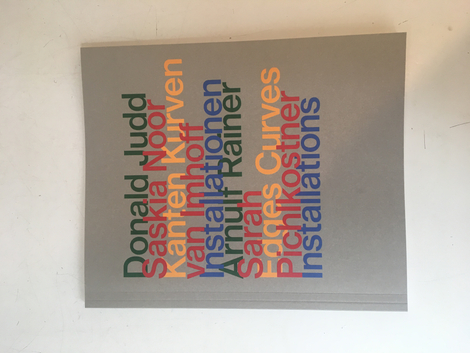 Donald Judd
Saskia Noor
Kanten Kurven
van Imhoff
Installationen
Arnulf Rainer
Sarah
Edges Curves
Pichlkostner
Installations